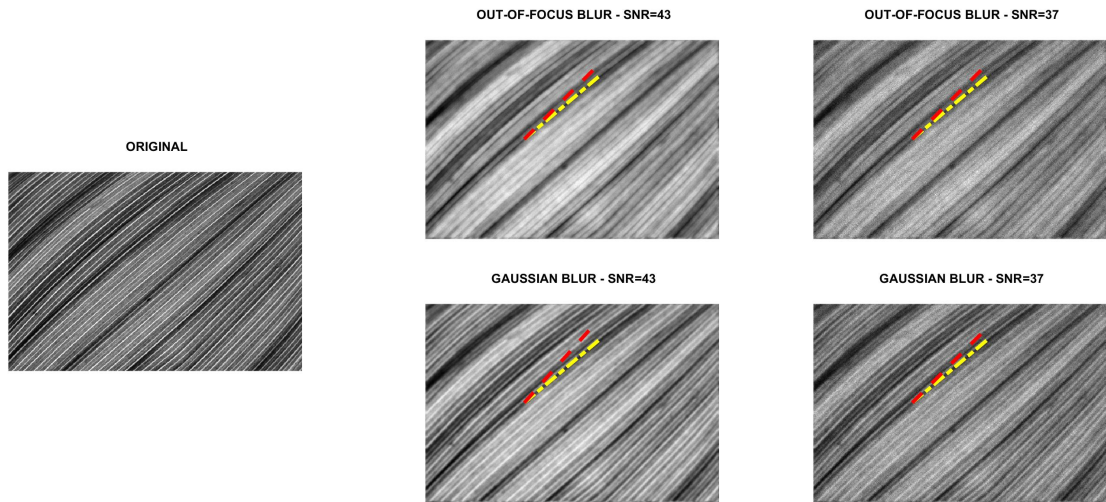 OUT-OF-FOCUS BLUR - SNR=43
OUT-OF-FOCUS BLUR - SNR=37
ORIGINAL
GAUSSIAN BLUR - SNR=43
GAUSSIAN BLUR - SNR=37